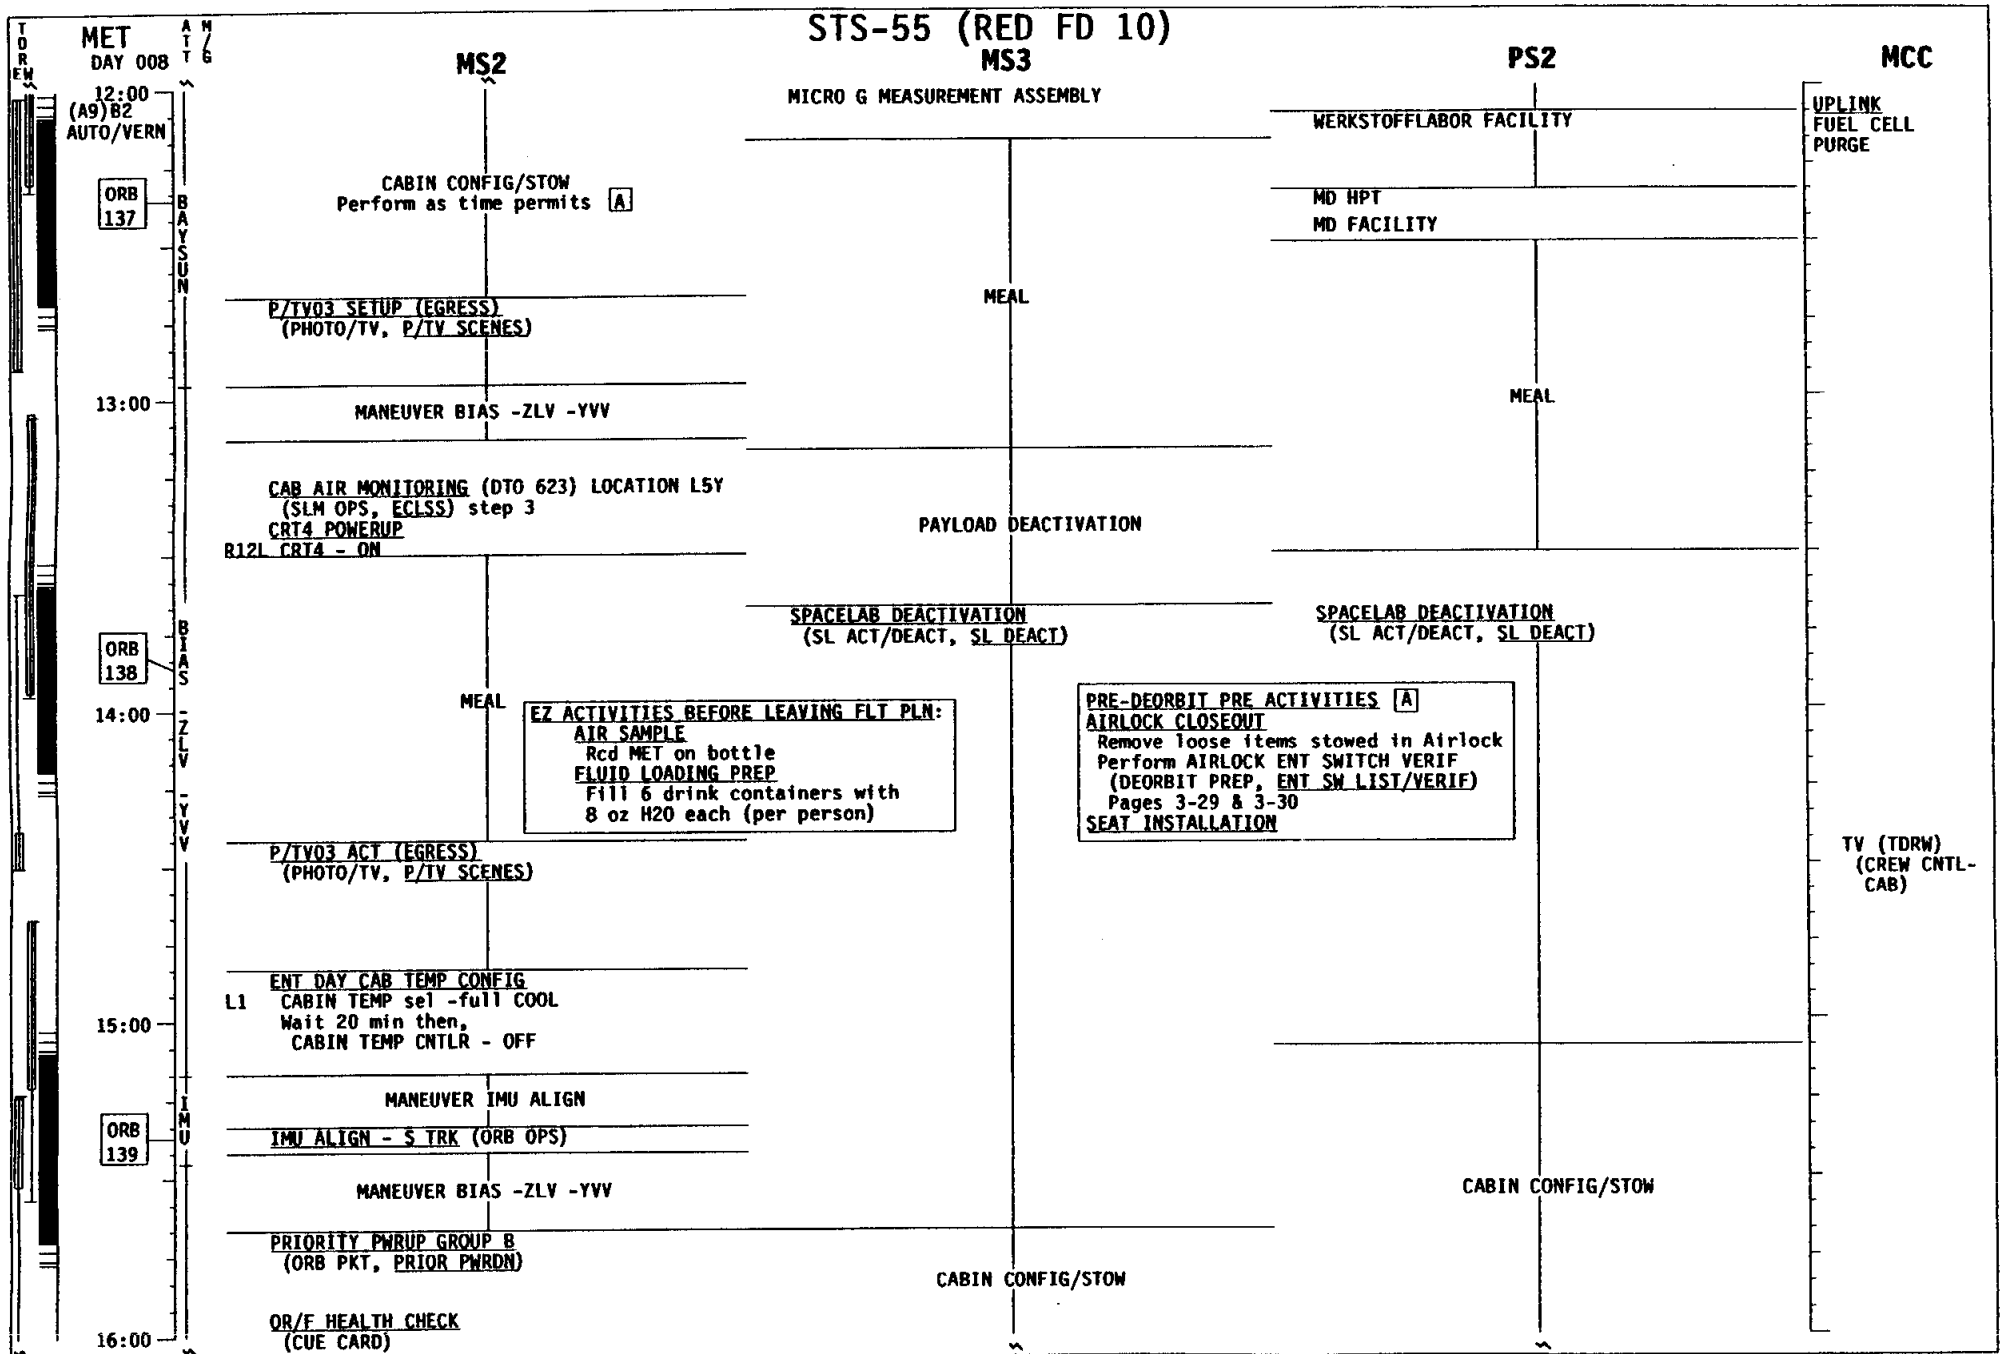 STS-55 (RED FD 10)
TDRE
W
MET
DAY 008
ATT
M/G
MS2
MS3
PS2
MCC
12:00
(A9)B2
AUTO/VERN
ORB
137
BAYSUN
13:00
BIAS -ZLV -YVV
ORB
138
14:00
15:00
IMU
ORB
139
16:00
CABIN CONFIG/STOW
Perform as time permits A
P/TV03 SETUP (EGRESS)
(PHOTO/TV, P/TV SCENES)
MANEUVER BIAS -ZLV -YVV
CAB AIR MONITORING (DTO 623) LOCATION L5Y
(SLM OPS, ECLSS) step 3
CRT4 POWERUP
R12L CRT4 - ON
MEAL
EZ ACTIVITIES BEFORE LEAVING FLT PLN:
AIR SAMPLE
Rcd MET on bottle
FLUID LOADING PREP
Fill 6 drink containers with
8 oz H20 each (per person)
P/TV03 ACT (EGRESS)
(PHOTO/TV, P/TV SCENES)
ENT DAY CAB TEMP CONFIG
L1 CABIN TEMP sel -full COOL
Wait 20 min then,
CABIN TEMP CNTLR - OFF
MANEUVER IMU ALIGN
IMU ALIGN - S TRK (ORB OPS)
MANEUVER BIAS -ZLV -YVV
PRIORITY PWRUP GROUP B
(ORB PKT, PRIOR PWRDN)
OR/F HEALTH CHECK
(CUE CARD)
MICRO G MEASUREMENT ASSEMBLY
MEAL
PAYLOAD DEACTIVATION
SPACELAB DEACTIVATION
(SL ACT/DEACT, SL DEACT)
PRE-DEORBIT PRE ACTIVITIES A
AIRLOCK CLOSEOUT
Remove loose items stowed in Airlock
Perform AIRLOCK ENT SWITCH VERIF
(DEORBIT PREP, ENT SW LIST/VERIF)
Pages 3-29 & 3-30
SEAT INSTALLATION
CABIN CONFIG/STOW
WERKSTOFFLABOR FACILITY
MD HPT
MD FACILITY
MEAL
SPACELAB DEACTIVATION
(SL ACT/DEACT, SL DEACT)
CABIN CONFIG/STOW
UPLINK
FUEL CELL
PURGE
TV (TDRW)
(CREW CNTL-
CAB)